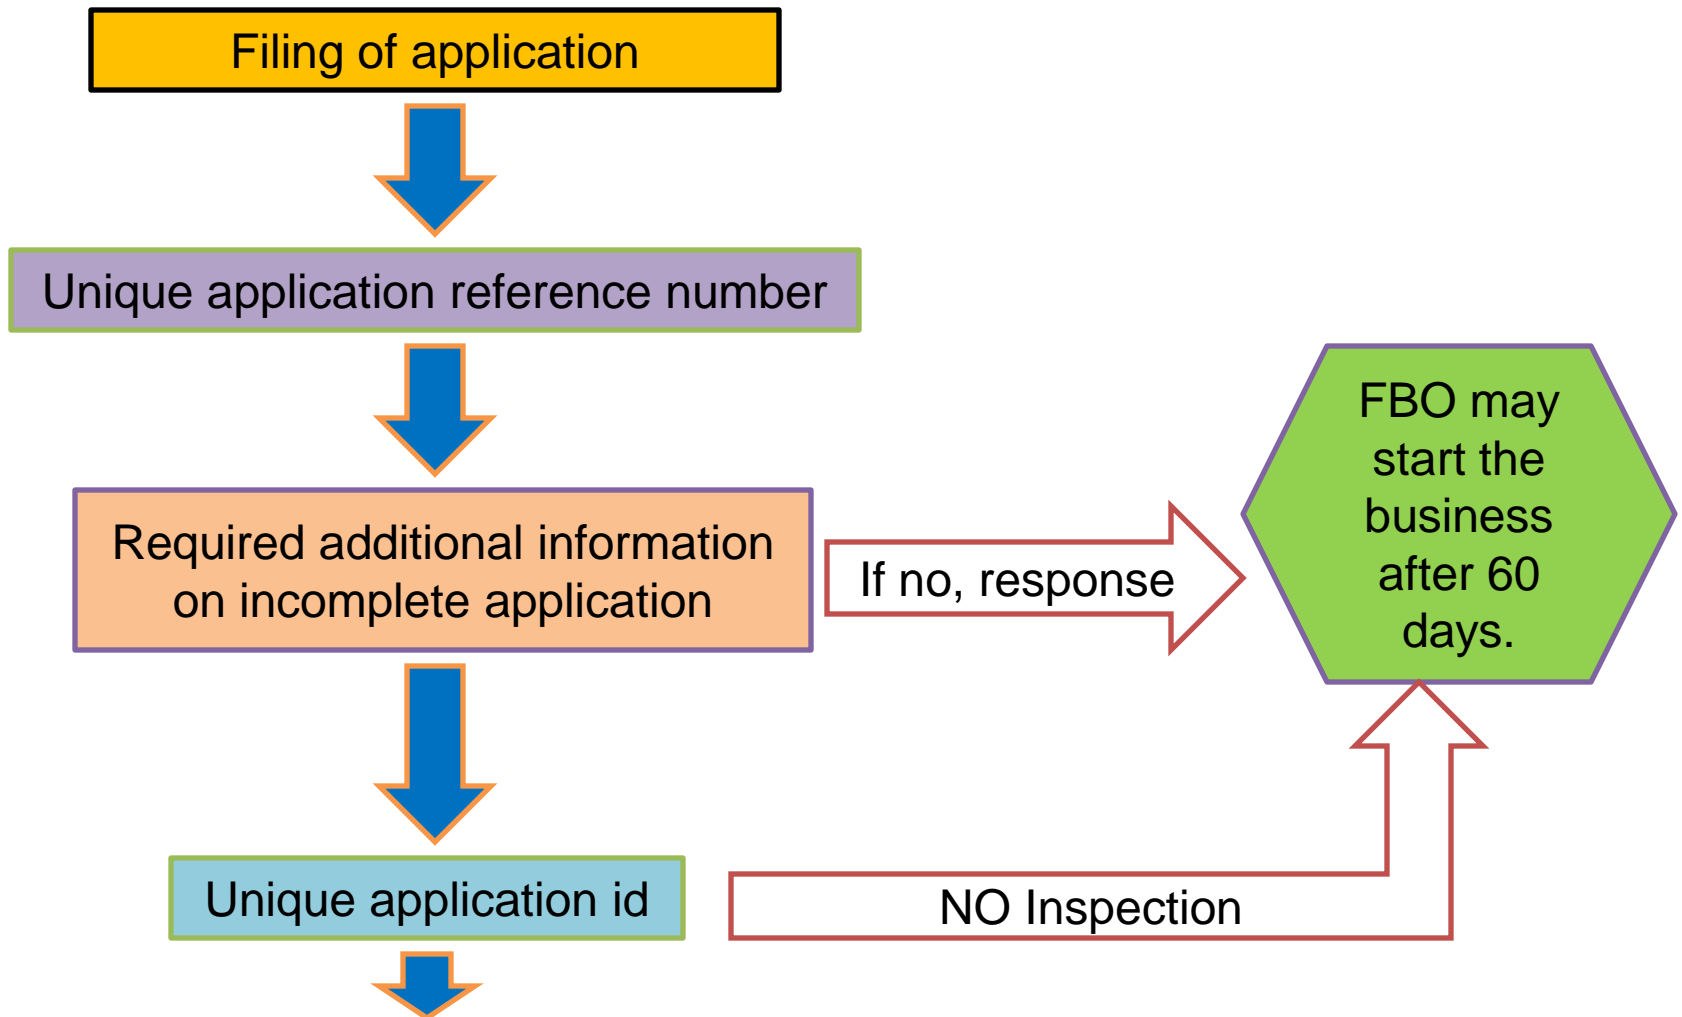 Filing of application
Unique application reference number
Required additional information
on incomplete application
If no, response
FBO may
start the
business
after 60
days.
Unique application id
NO Inspection